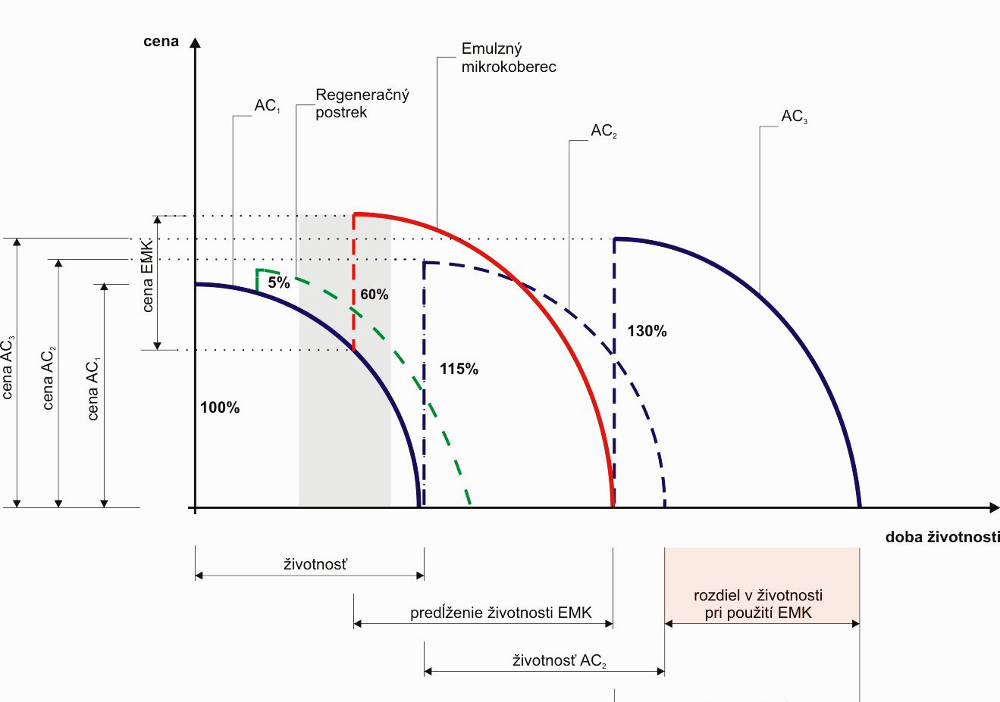 cena
Emulzný
mikrokoberec
AC₁
Regeneračný
postrek
AC₂
AC₃
cena EMK
5%
60%
130%
115%
100%
cena AC₃
cena AC₂
cena AC₁
doba životnosti
životnosť
predĺženie životnosti EMK
rozdiel v životnosti
pri použití EMK
životnosť AC₂